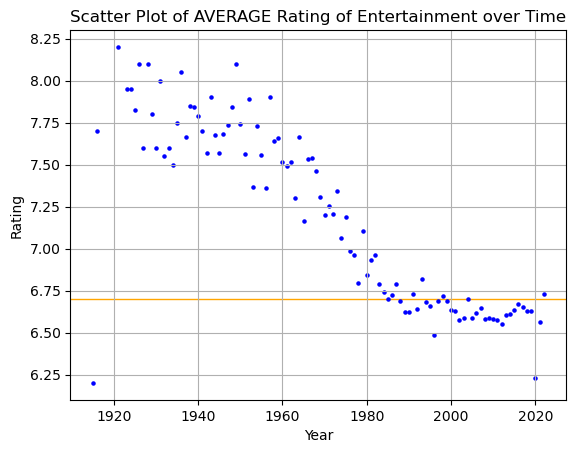 Scatter Plot of AVERAGE Rating of Entertainment over Time
8.25
8.00
7.75
7.50
7.25
7.00
6.75
6.50
6.25
Rating
1920 1940 1960 1980 2000 2020
Year